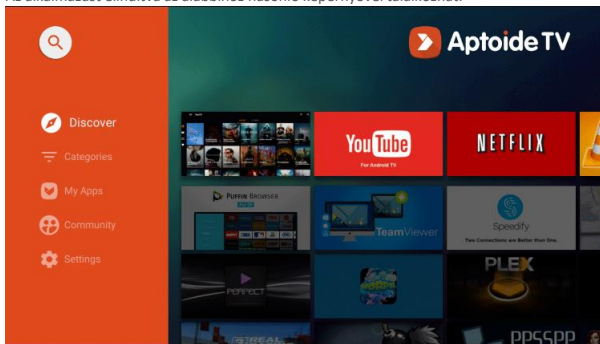 Aptoide TV
Discover
Categories
My Apps
Community
Settings
YouTube
For Android TV
NETFLIX
PUFFIN BROWSER
TeamViewer
Speedify
Two Connections are Better than One.
PERFECT
PLEX
REAL
PPSSPP